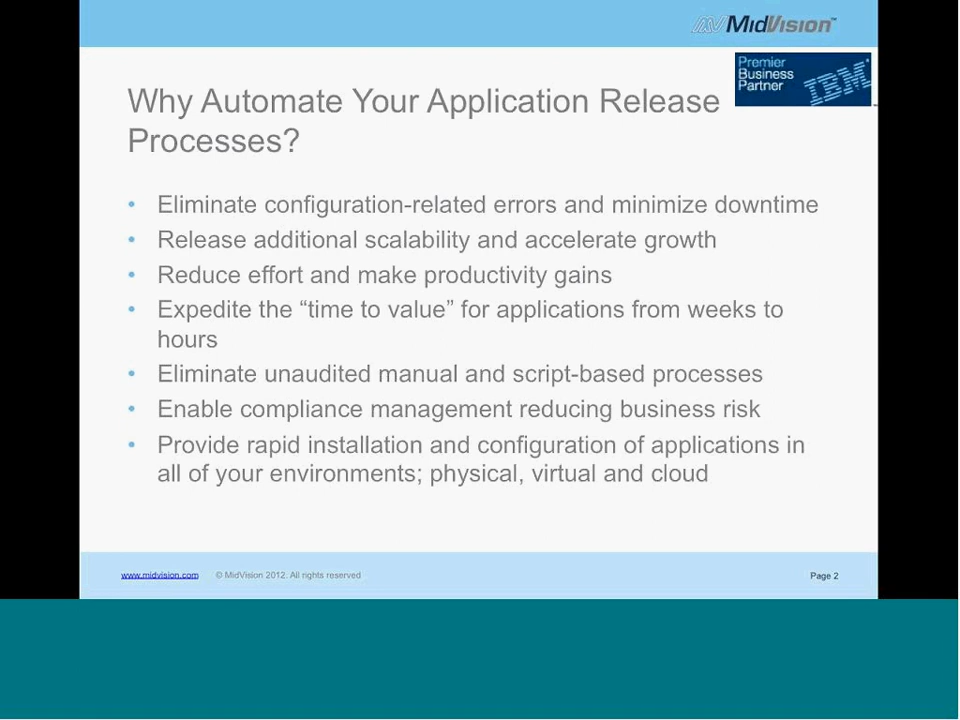 MidVision™
Premier
Business
Partner
IBM
Why Automate Your Application Release
Processes?
• Eliminate configuration-related errors and minimize downtime
• Release additional scalability and accelerate growth
• Reduce effort and make productivity gains
• Expedite the “time to value” for applications from weeks to
hours
• Eliminate unaudited manual and script-based processes
• Enable compliance management reducing business risk
• Provide rapid installation and configuration of applications in
all of your environments; physical, virtual and cloud
www.midvision.com © MidVision 2012. All rights reserved Page 2